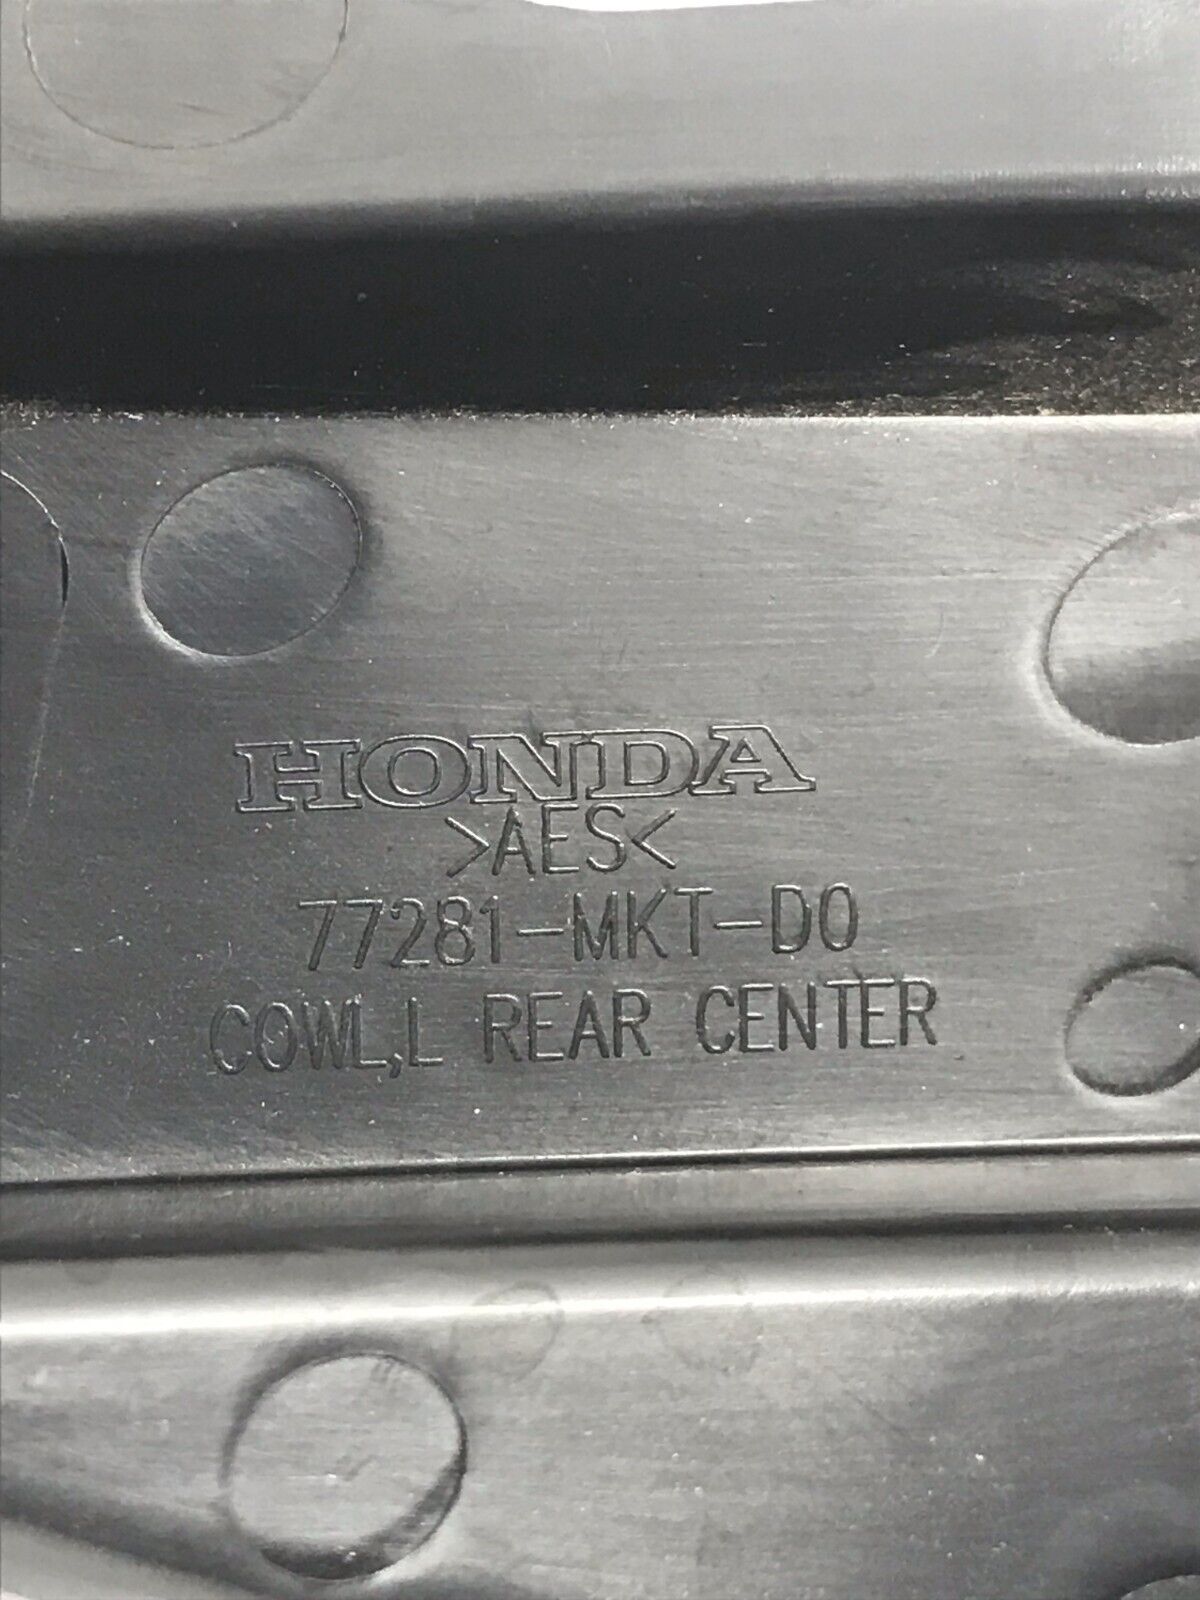 HONDA
>AES<
77281-MKT-D0
COWL,L REAR CENTER